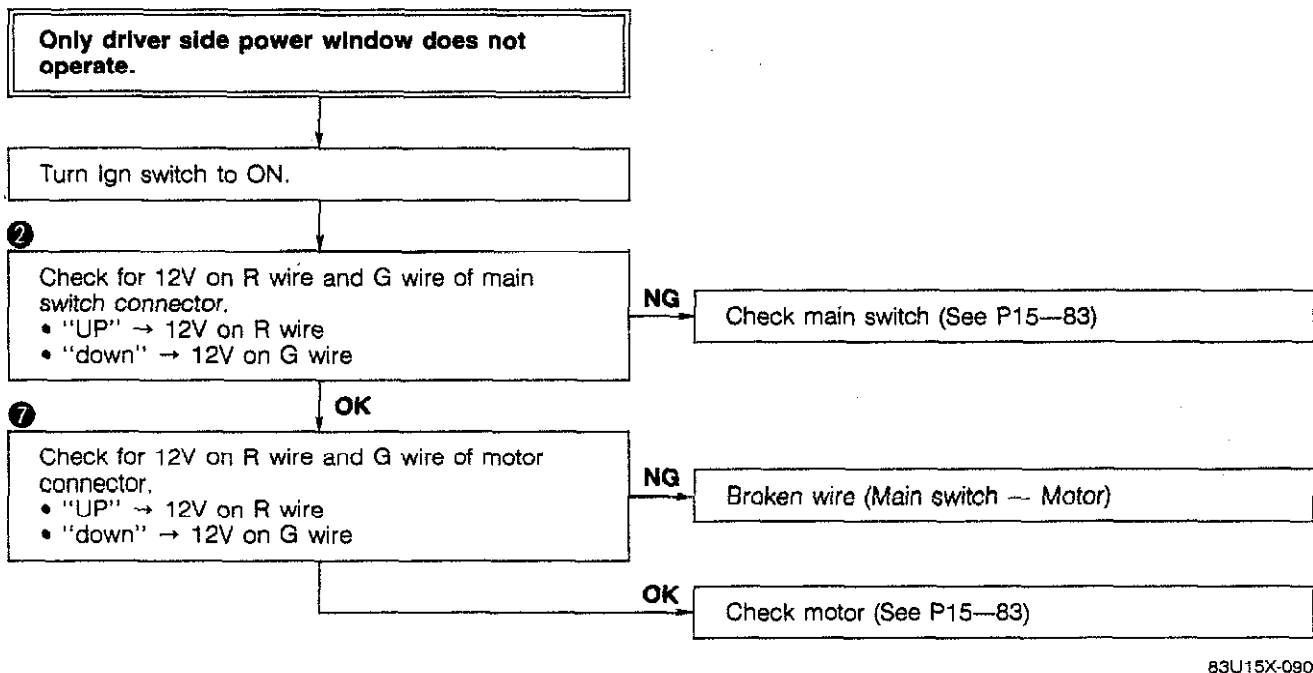 Only driver side power window does not
operate.
Turn Ign switch to ON.
2
Check for 12V on R wire and G wire of main
switch connector.
• "UP" → 12V on R wire
• "down" → 12V on G wire
NG
Check main switch (See P15—83)
OK
7
Check for 12V on R wire and G wire of motor
connector.
• "UP" → 12V on R wire
• "down" → 12V on G wire
NG
Broken wire (Main switch — Motor)
OK
Check motor (See P15—83)
83U15X-090